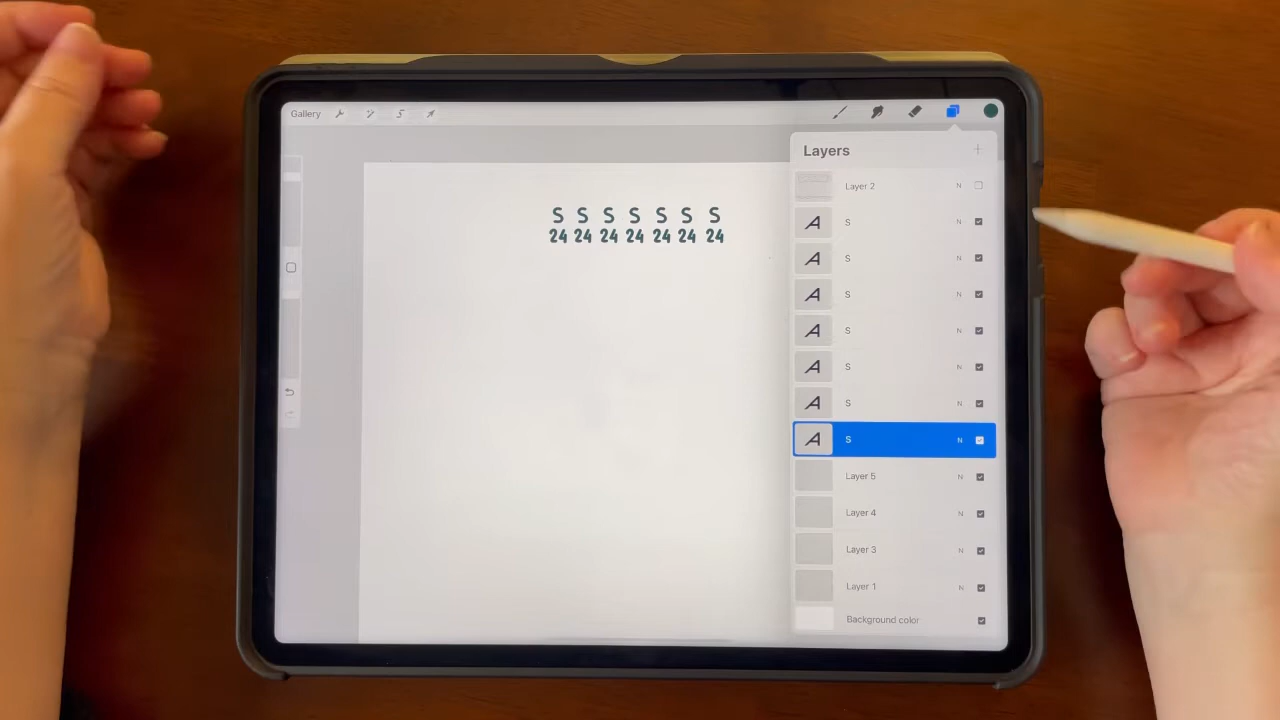 Gallery
Layers
S S S S S S S
24 24 24 24 24 24 24
Layer 2 N
A S N
A S N
A S N
A S N
A S N
A S N
A S N
Layer 5 N
Layer 4 N
Layer 3 N
Layer 1 N
Background color